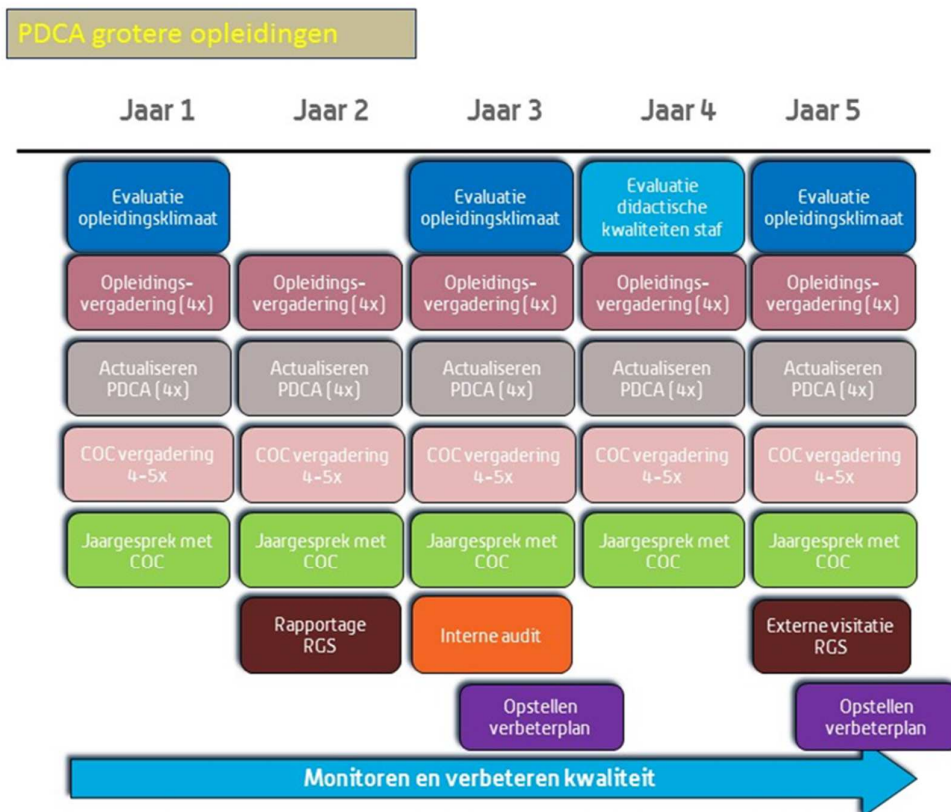 PDCA grotere opleidingen
Jaar 1 Jaar 2 Jaar 3 Jaar 4 Jaar 5
Evaluatie
opleidingsklimaat
Evaluatie
opleidingsklimaat
Evaluatie
didactische
kwaliteiten staf
Evaluatie
opleidingsklimaat
Opleidings-
vergadering (4x)
Opleidings-
vergadering (4x)
Opleidings-
vergadering (4x)
Opleidings-
vergadering (4x)
Opleidings-
vergadering (4x)
Actualiseren
PDCA (4x)
Actualiseren
PDCA (4x)
Actualiseren
PDCA (4x)
Actualiseren
PDCA (4x)
Actualiseren
PDCA (4x)
COC vergadering
4-5x
COC vergadering
4-5x
COC vergadering
4-5x
COC vergadering
4-5x
COC vergadering
4-5x
Jaargesprek met
COC
Jaargesprek met
COC
Jaargesprek met
COC
Jaargesprek met
COC
Jaargesprek met
COC
Rapportage
RGS
Interne audit
Externe visitatie
RGS
Opstellen
verbeterplan
Opstellen
verbeterplan
Monitoren en verbeteren kwaliteit